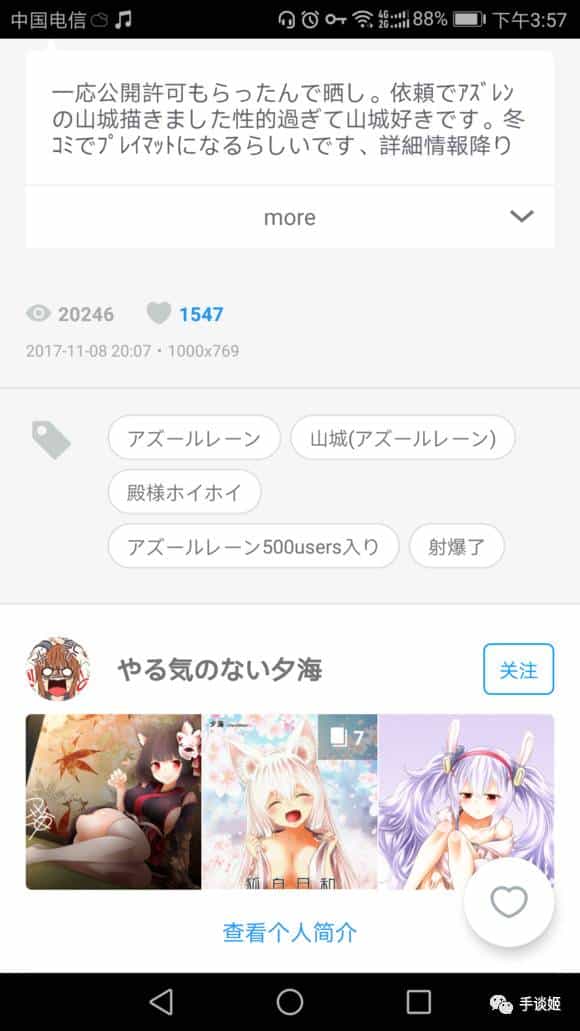 中国电信 4G 2G 88% 下午3:57
一応公開許可もらったんで晒し。依頼でｱｽﾞﾚﾝ
の山城描きました性的過ぎて山城好きです。冬
ｺﾐでﾌﾟﾚｲﾏｯﾄになるらしいです、詳細情報降り
more
20246 1547
2017-11-08 20:07・1000x769
アズールレーン 山城(アズールレーン)
殿様ホイホイ
アズールレーン500users入り 射爆了
やる気のない夕海 关注
夕海
7
狐白日和
查看个人简介
手谈姬